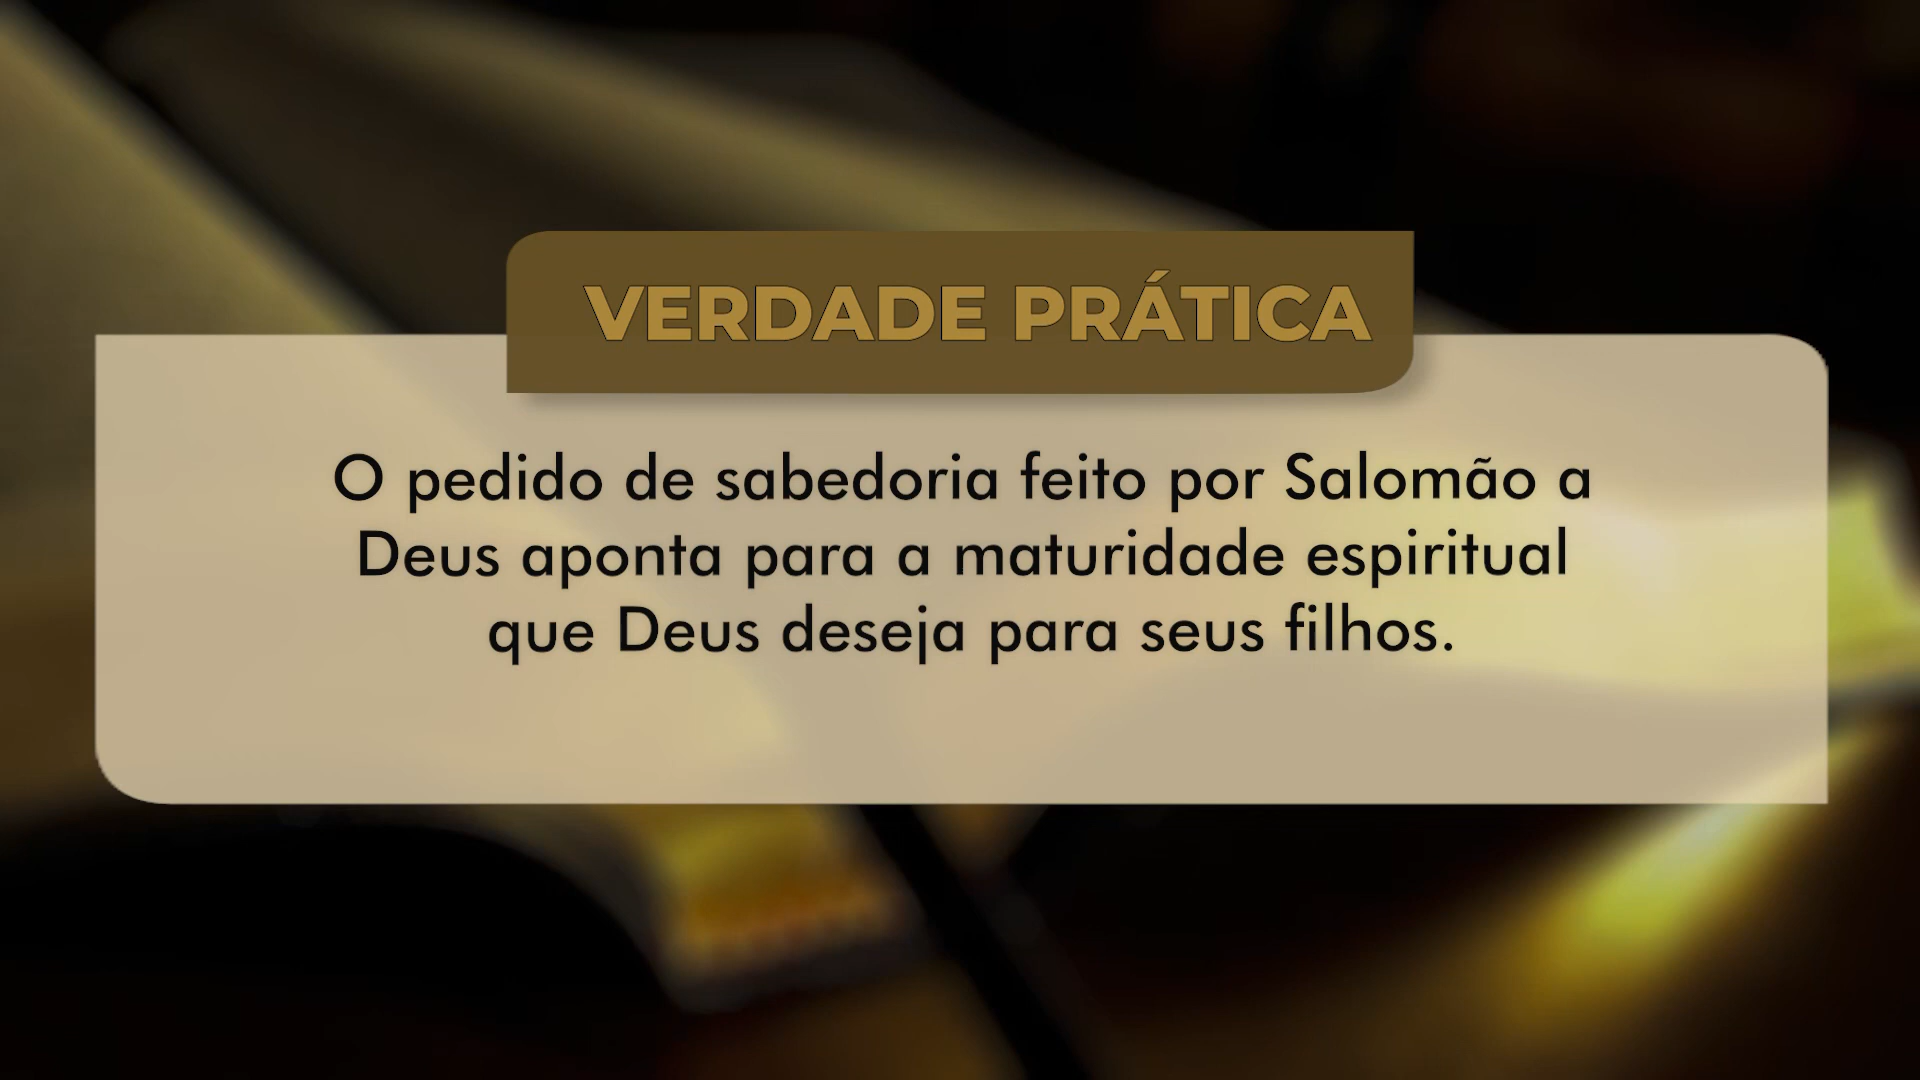 VERDADE PRÁTICA
O pedido de sabedoria feito por Salomão a
Deus aponta para a maturidade espiritual
que Deus deseja para seus filhos.